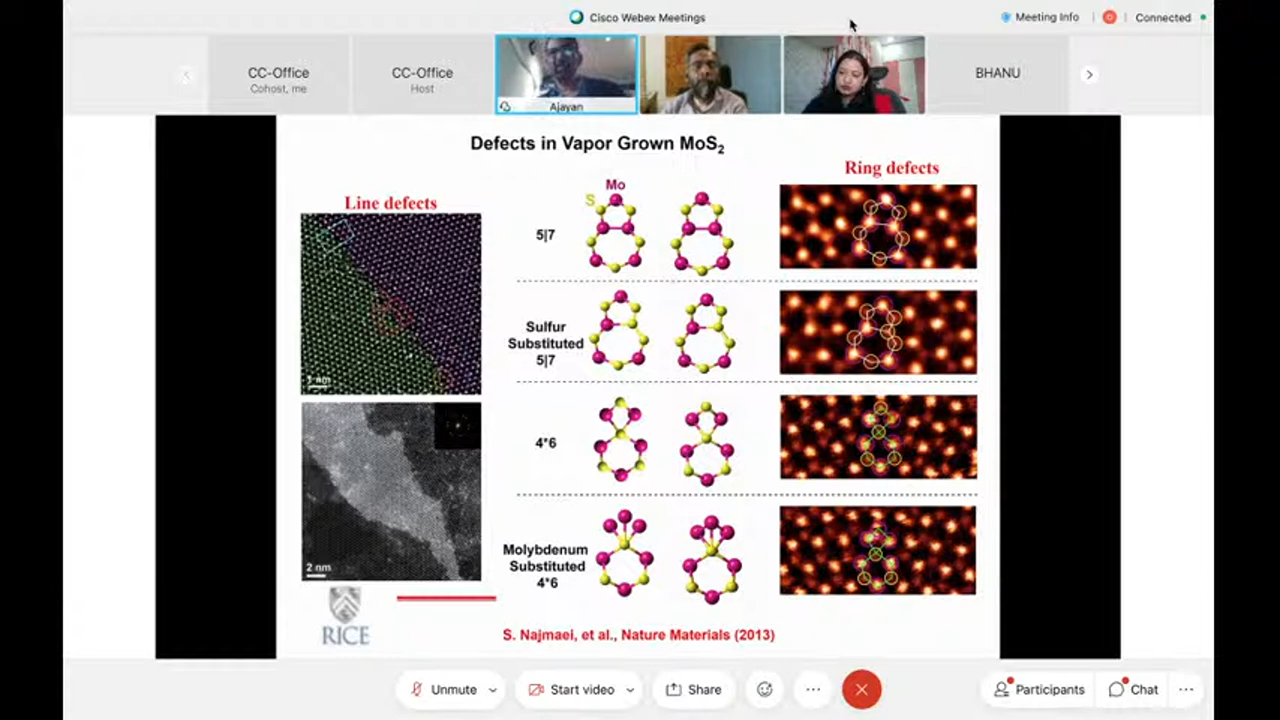 Cisco Webex Meetings
Meeting Info
Connected
CC-Office
Cohost, me
CC-Office
Host
Ajayan
BHANU
Defects in Vapor Grown MoS₂
Line defects
Ring defects
Mo
S
5|7
Sulfur
Substituted
5|7
1 nm
4*6
Molybdenum
Substituted
4*6
2 nm
RICE
S. Najmaei, et al., Nature Materials (2013)
Unmute
Start video
Share
Participants
Chat